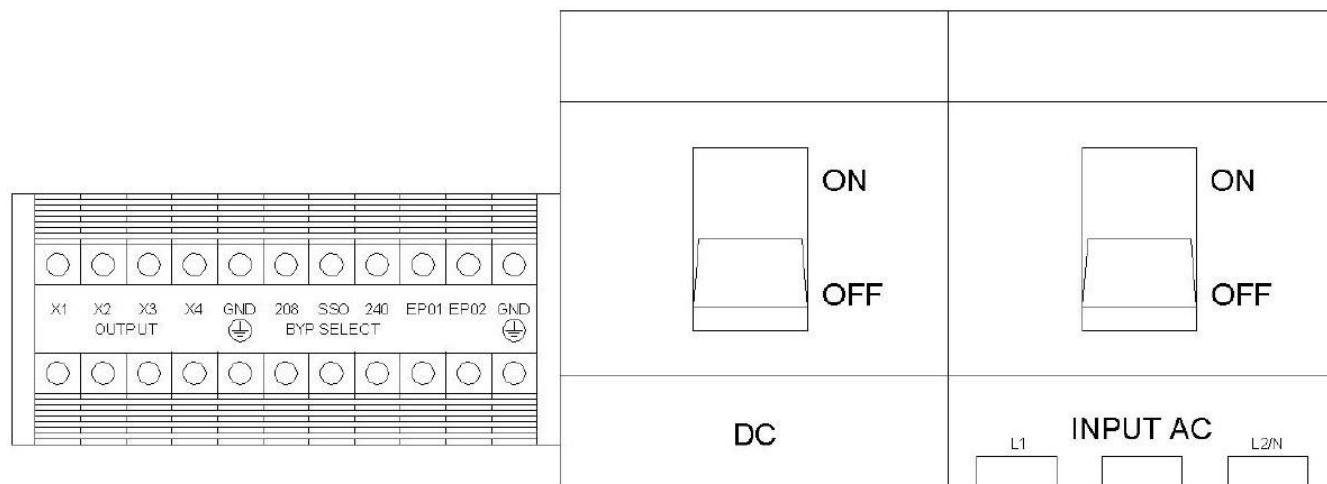 X1 X2 X3 X4 GND 208 SSO 240 EP01 EP02 GND
OUTPUT BYP SELECT
ON
OFF
DC
ON
OFF
INPUT AC
L1 L2/N